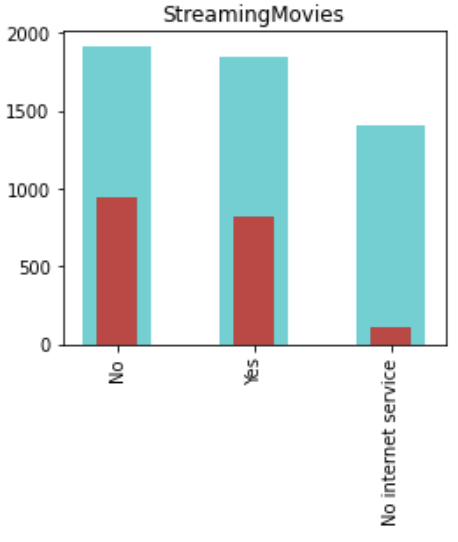 StreamingMovies
2000
1500
1000
500
0
No
Yes
No internet service